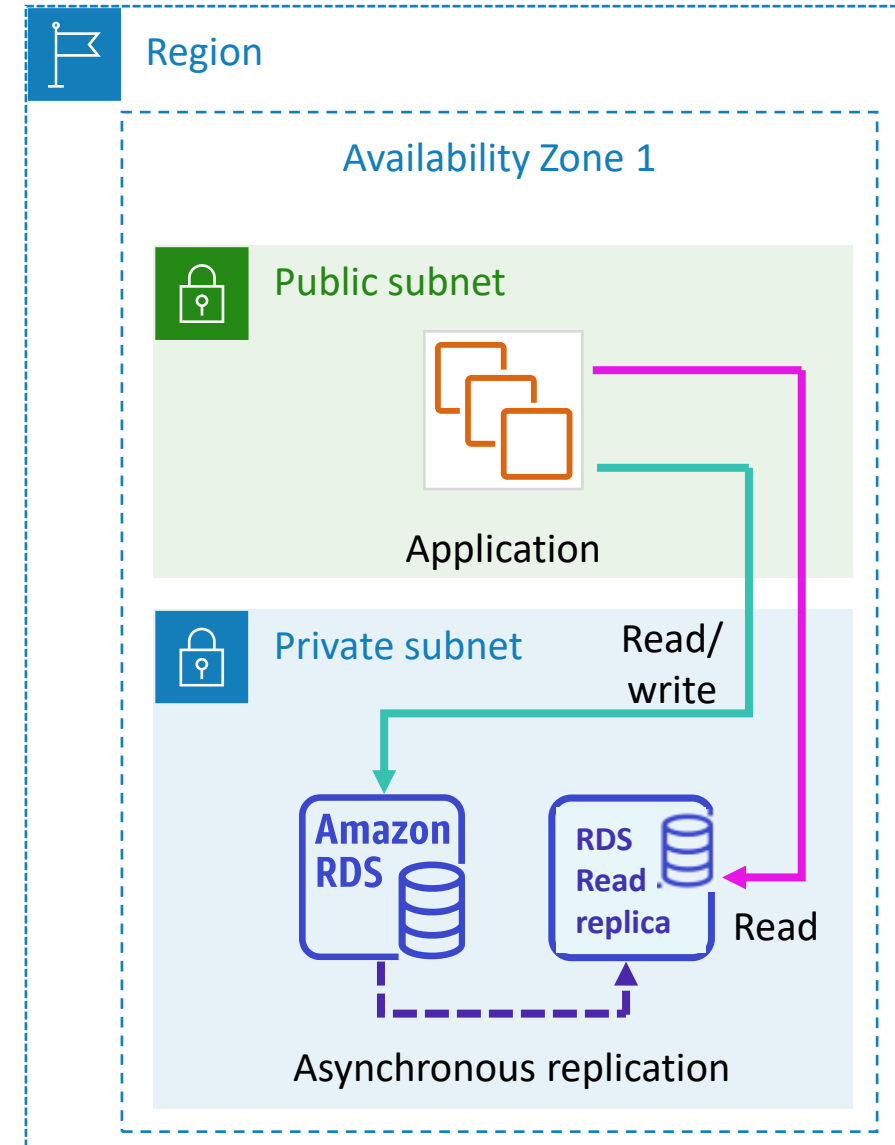 Region
Availability Zone 1
Public subnet
Application
Private subnet
Read/
write
Amazon
RDS
RDS
Read
replica
Read
Asynchronous replication